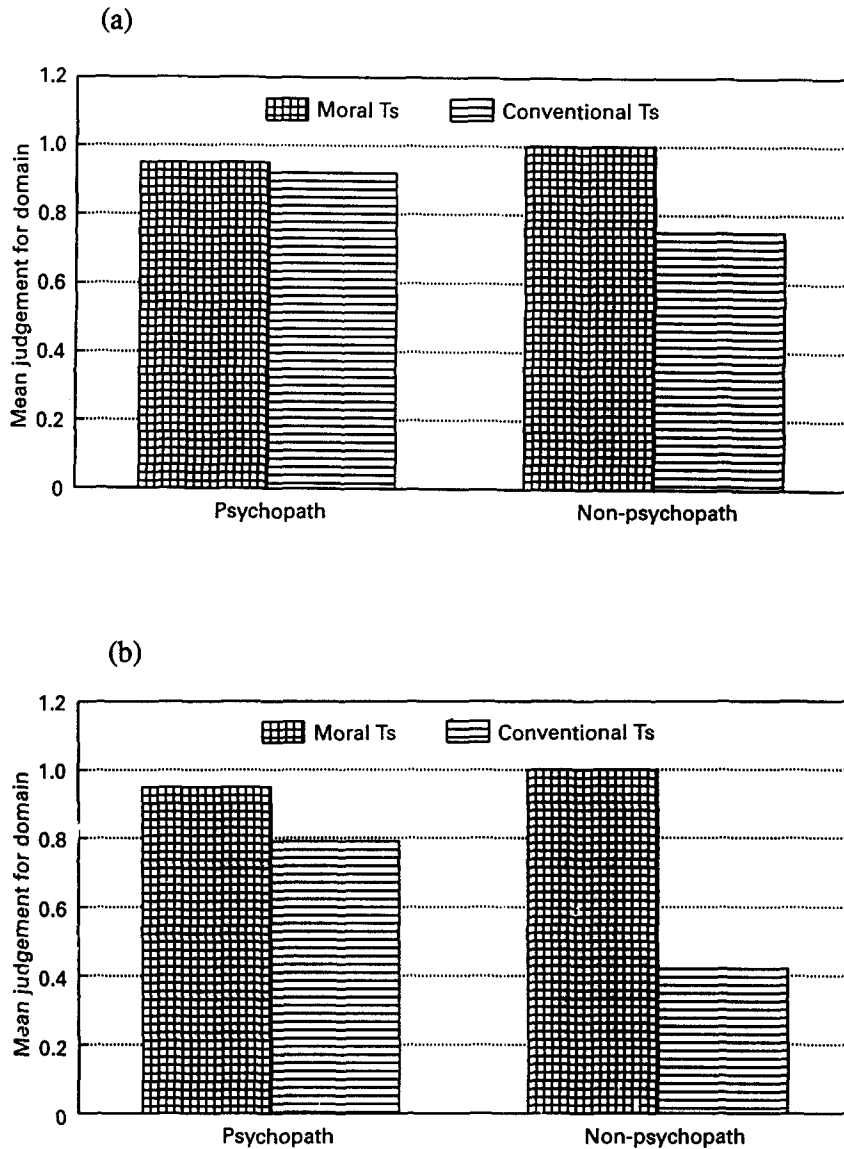 (a)
1.2
Moral Ts Conventional Ts
1.0
0.8
0.6
0.4
0.2
0
Mean judgement for domain
Psychopath Non-psychopath
(b)
1.2
Moral Ts Conventional Ts
1.0
0.8
0.6
0.4
0.2
0
Mean judgement for domain
Psychopath Non-psychopath